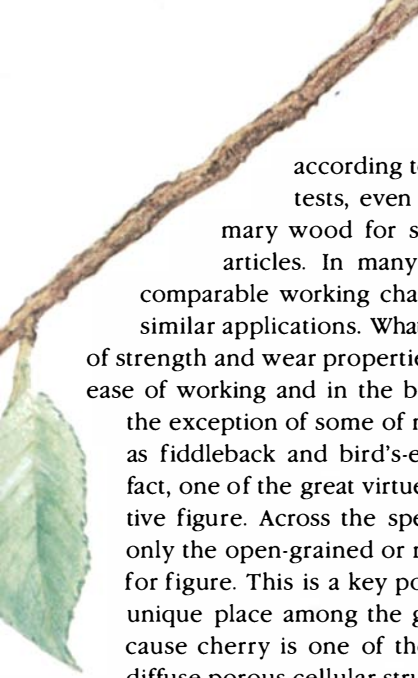 according to
tests, even
mary wood for s
articles. In many
comparable working cha
similar applications. Wha
of strength and wear propertie
ease of working and in the b
the exception of some of
as fiddleback and bird's-e
fact, one of the great virtue
tive figure. Across the spe
only the open-grained or
for figure. This is a key po
unique place among the g
cause cherry is one of the
diffuse porous cellular stru